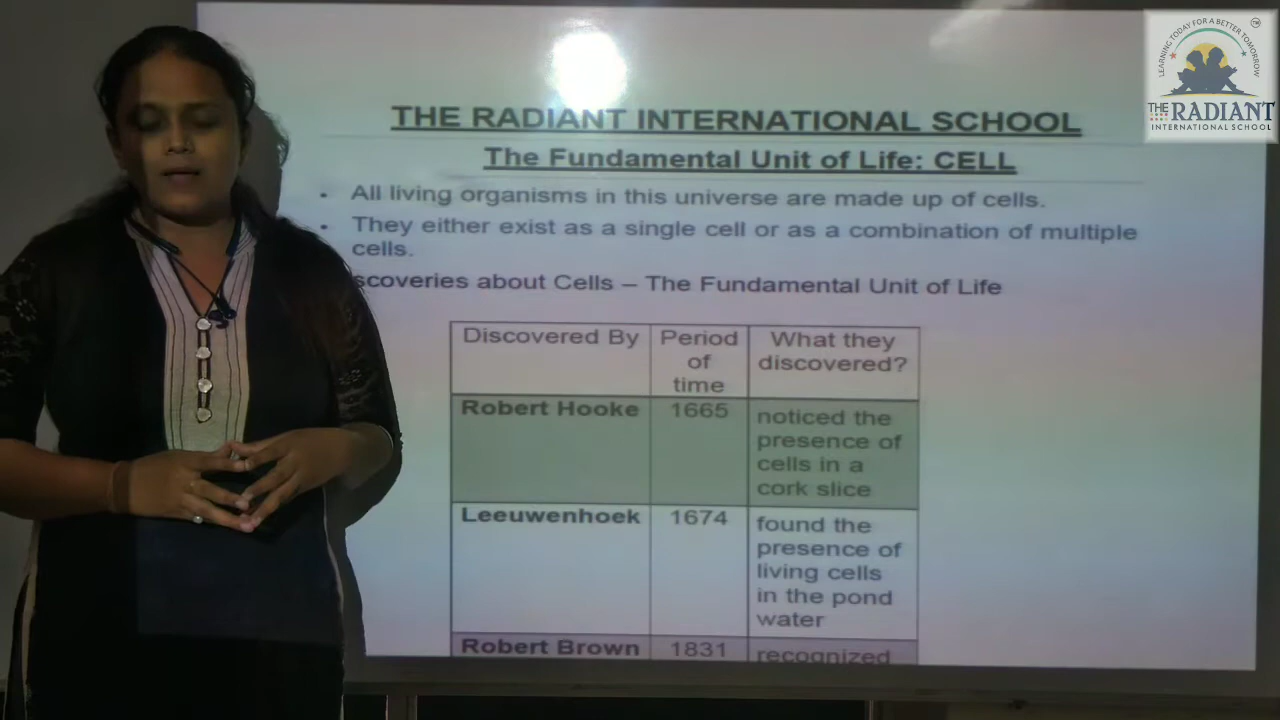 LEARNING TODAY FOR A BETTER TOMORROW
THE RADIANT
INTERNATIONAL SCHOOL
THE RADIANT INTERNATIONAL SCHOOL
The Fundamental Unit of Life: CELL
• All living organisms in this universe are made up of cells.
• They either exist as a single cell or as a combination of multiple
cells.
scoveries about Cells – The Fundamental Unit of Life
Discovered By
Period
of
time
What they
discovered?
Robert Hooke
1665
noticed the
presence of
cells in a
cork slice
Leeuwenhoek
1674
found the
presence of
living cells
in the pond
water
Robert Brown
1831
recognized